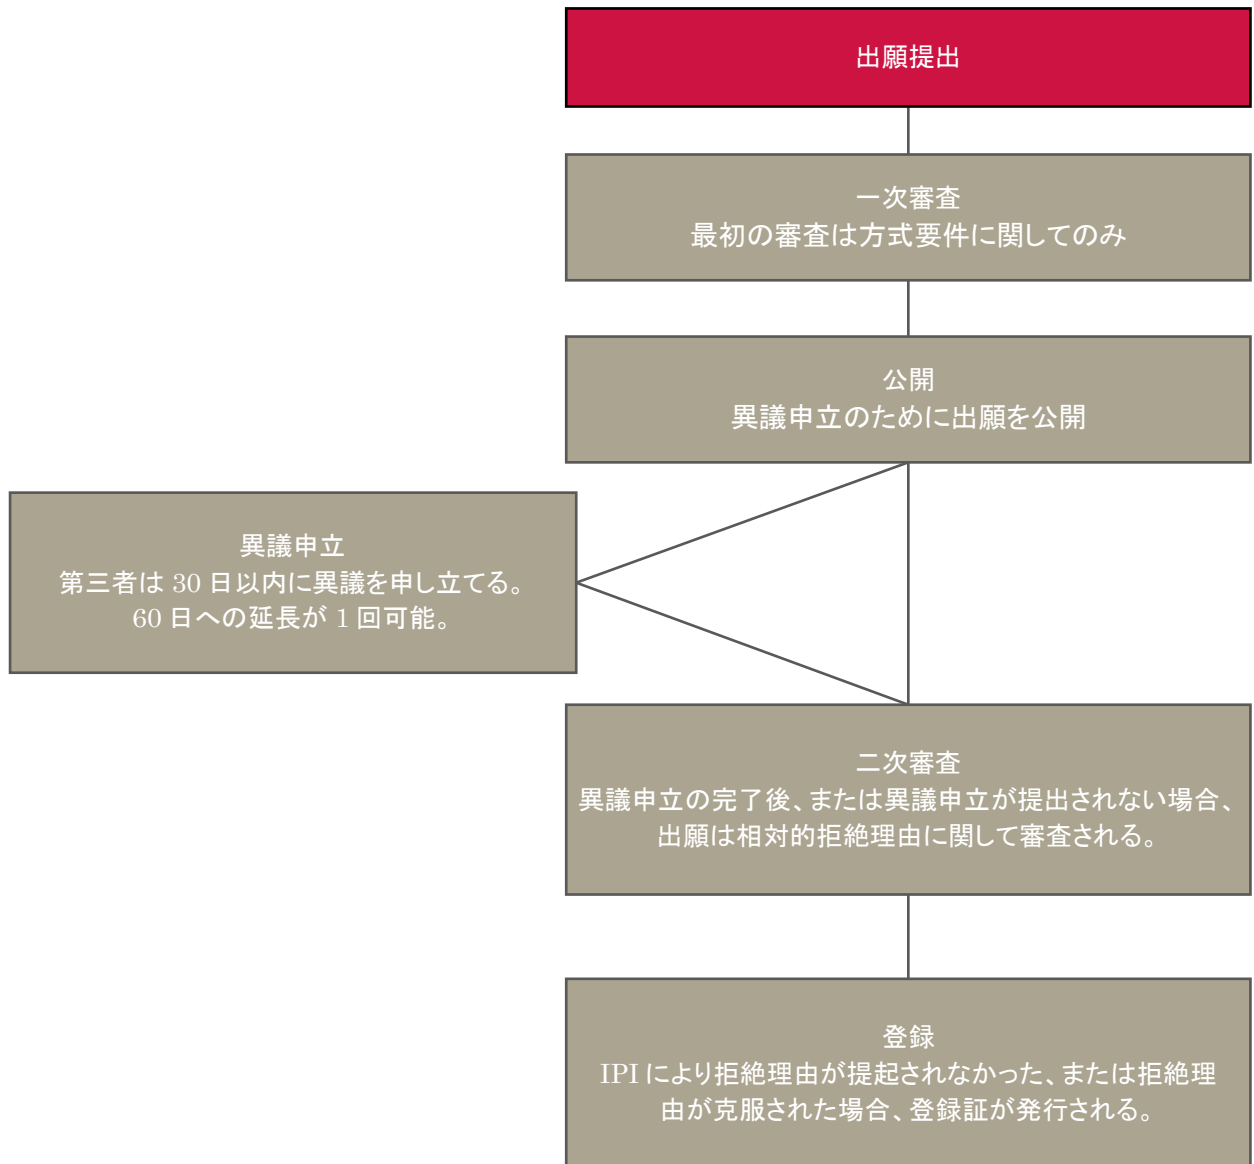 出願提出
一次審査
最初の審査は方式要件に関してのみ
公開
異議申立のために出願を公開
異議申立
第三者は 30 日以内に異議を申し立てる。
60 日への延長が 1 回可能。
二次審査
異議申立の完了後、または異議申立が提出されない場合、
出願は相対的拒絶理由に関して審査される。
登録
IPI により拒絶理由が提起されなかった、または拒絶理
由が克服された場合、登録証が発行される。